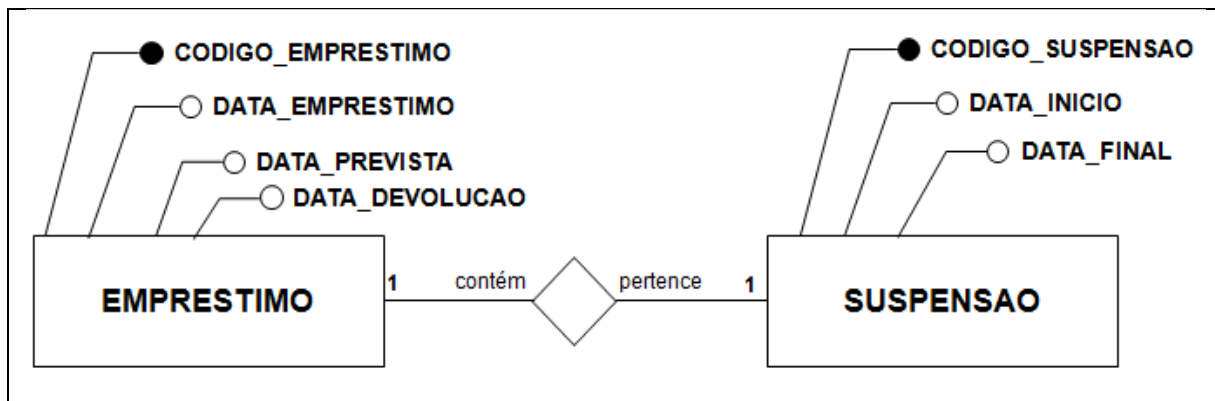 CODIGO_EMPRESTIMO
DATA_EMPRESTIMO
DATA_PREVISTA
DATA_DEVOLUCAO
CODIGO_SUSPENSAO
DATA_INICIO
DATA_FINAL
EMPRESTIMO
1
contém
pertence
1
SUSPENSAO